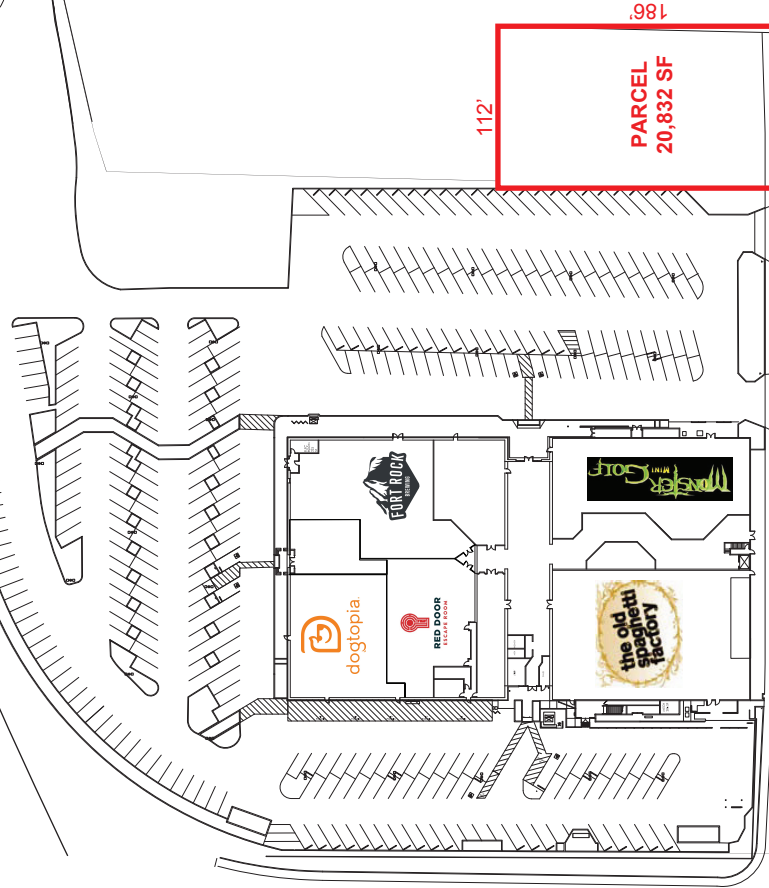 186'
112'
PARCEL
20,832 SF
FORT ROCK
BREWING
MONSTER
MINI
GOLF
dogtopia
RED DOOR
ESCAPE ROOM
the old
spaghetti
factory